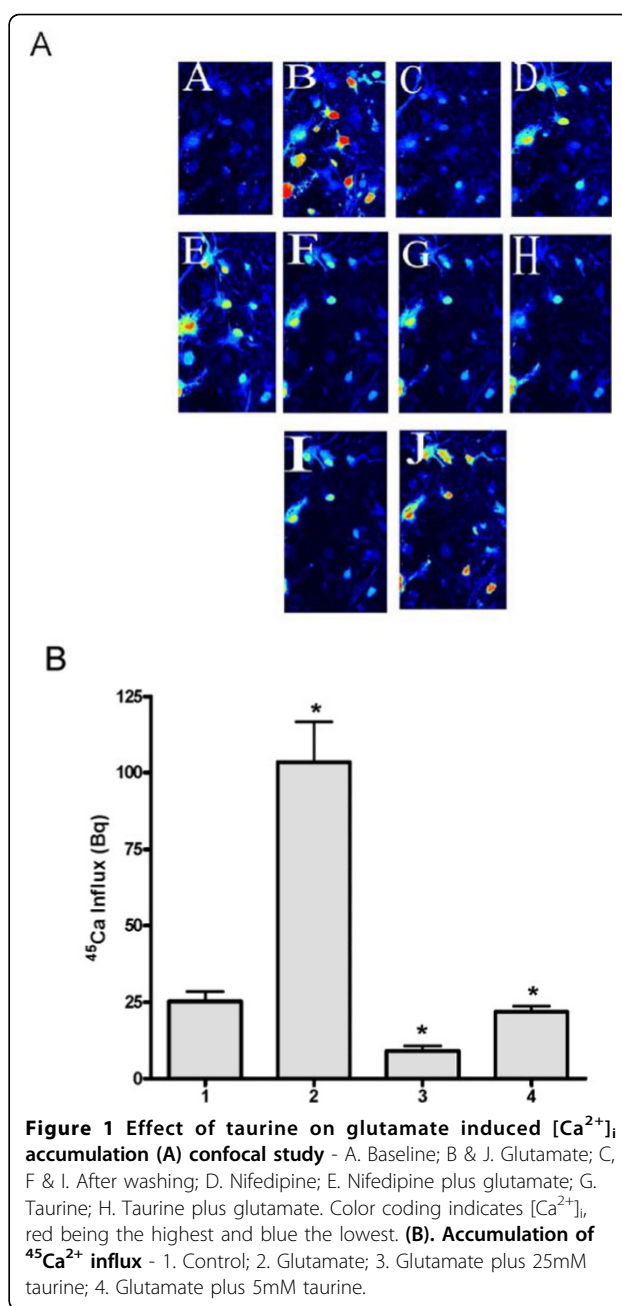 A
A B C D
E F G H
I J
B
125
100
75
50
25
0
⁴⁵Ca Influx (Bq)
*
*
*
1 2 3 4
Figure 1 Effect of taurine on glutamate induced [Ca²⁺]ᵢ
accumulation (A) confocal study - A. Baseline; B & J. Glutamate; C,
F & I. After washing; D. Nifedipine; E. Nifedipine plus glutamate; G.
Taurine; H. Taurine plus glutamate. Color coding indicates [Ca²⁺]ᵢ,
red being the highest and blue the lowest. (B). Accumulation of
⁴⁵Ca²⁺ influx - 1. Control; 2. Glutamate; 3. Glutamate plus 25mM
taurine; 4. Glutamate plus 5mM taurine.